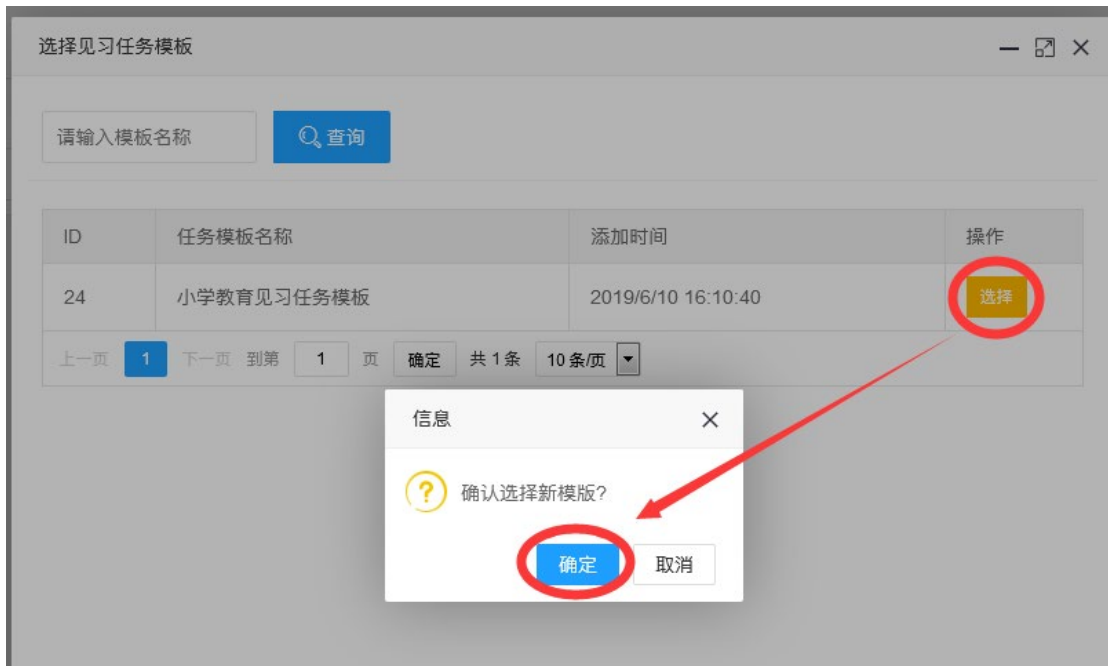 选择见习任务模板
请输入模板名称 查询
ID 任务模板名称 添加时间 操作
24 小学教育见习任务模板 2019/6/10 16:10:40 选择
上一页 1 下一页 到第 1 页 确定 共 1 条 10 条/页
信息
确认选择新模版?
确定 取消